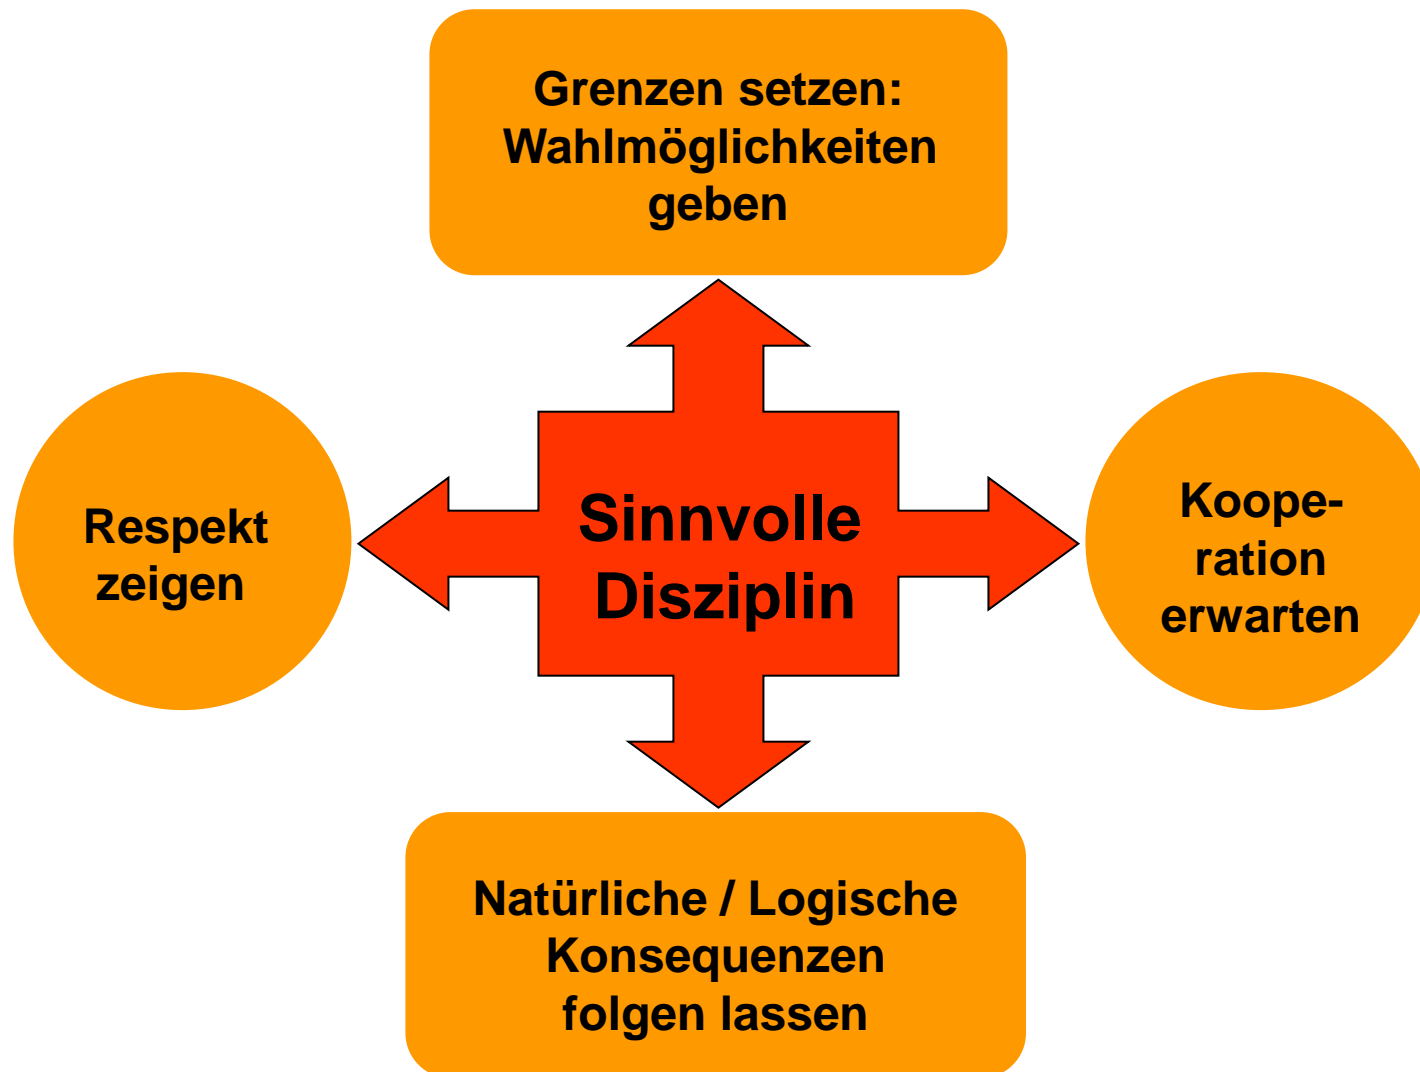 Grenzen setzen:
Wahlmöglichkeiten
geben
Respekt
zeigen
Sinnvolle
Disziplin
Koope-
ration
erwarten
Natürliche / Logische
Konsequenzen
folgen lassen